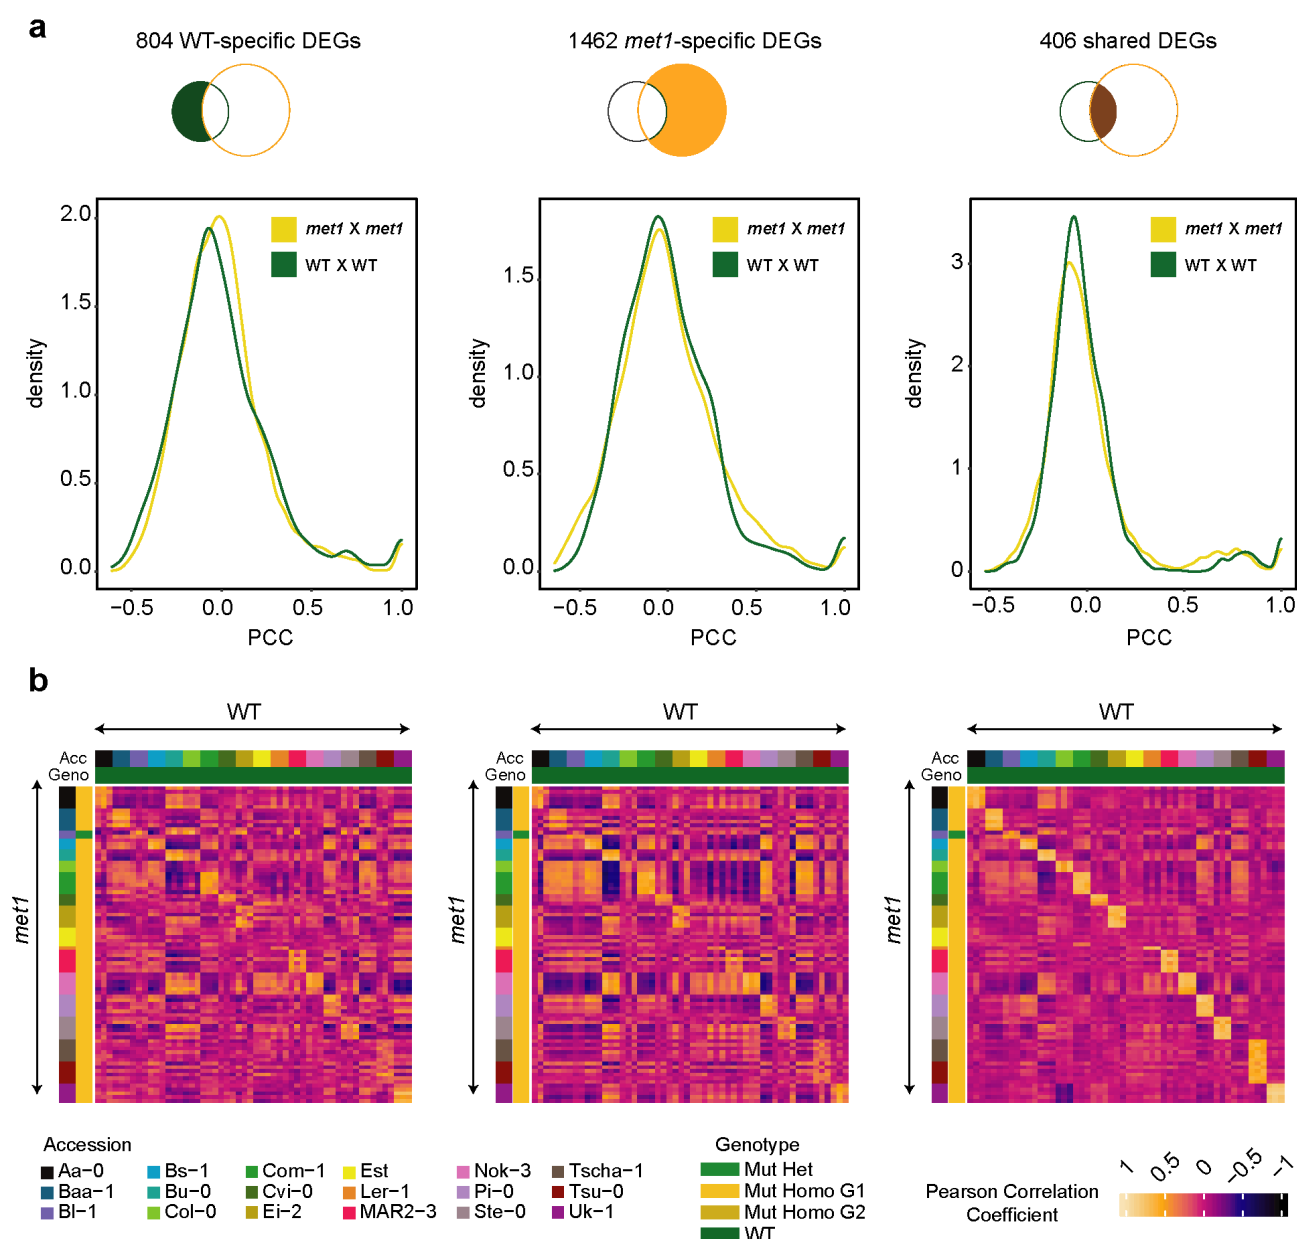 a
804 WT-specific DEGs
1462 met1-specific DEGs
406 shared DEGs
density
2.0
1.5
1.0
0.5
0.0
met1 X met1
WT X WT
−0.5 0.0 0.5 1.0
PCC
density
1.5
1.0
0.5
0.0
met1 X met1
WT X WT
−0.5 0.0 0.5 1.0
PCC
density
3
2
1
0
met1 X met1
WT X WT
−0.5 0.0 0.5 1.0
PCC
b
WT
Acc
Geno
met1
WT
Acc
Geno
met1
WT
Acc
Geno
met1
Accession
Aa−0 Bs−1 Com−1 Est Nok−3 Tscha−1
Baa−1 Bu−0 Cvi−0 Ler−1 Pi−0 Tsu−0
Bl−1 Col−0 Ei−2 MAR2−3 Ste−0 Uk−1
Genotype
Mut Het
Mut Homo G1
Mut Homo G2
WT
Pearson Correlation
Coefficient
1 0.5 0 −0.5 −1